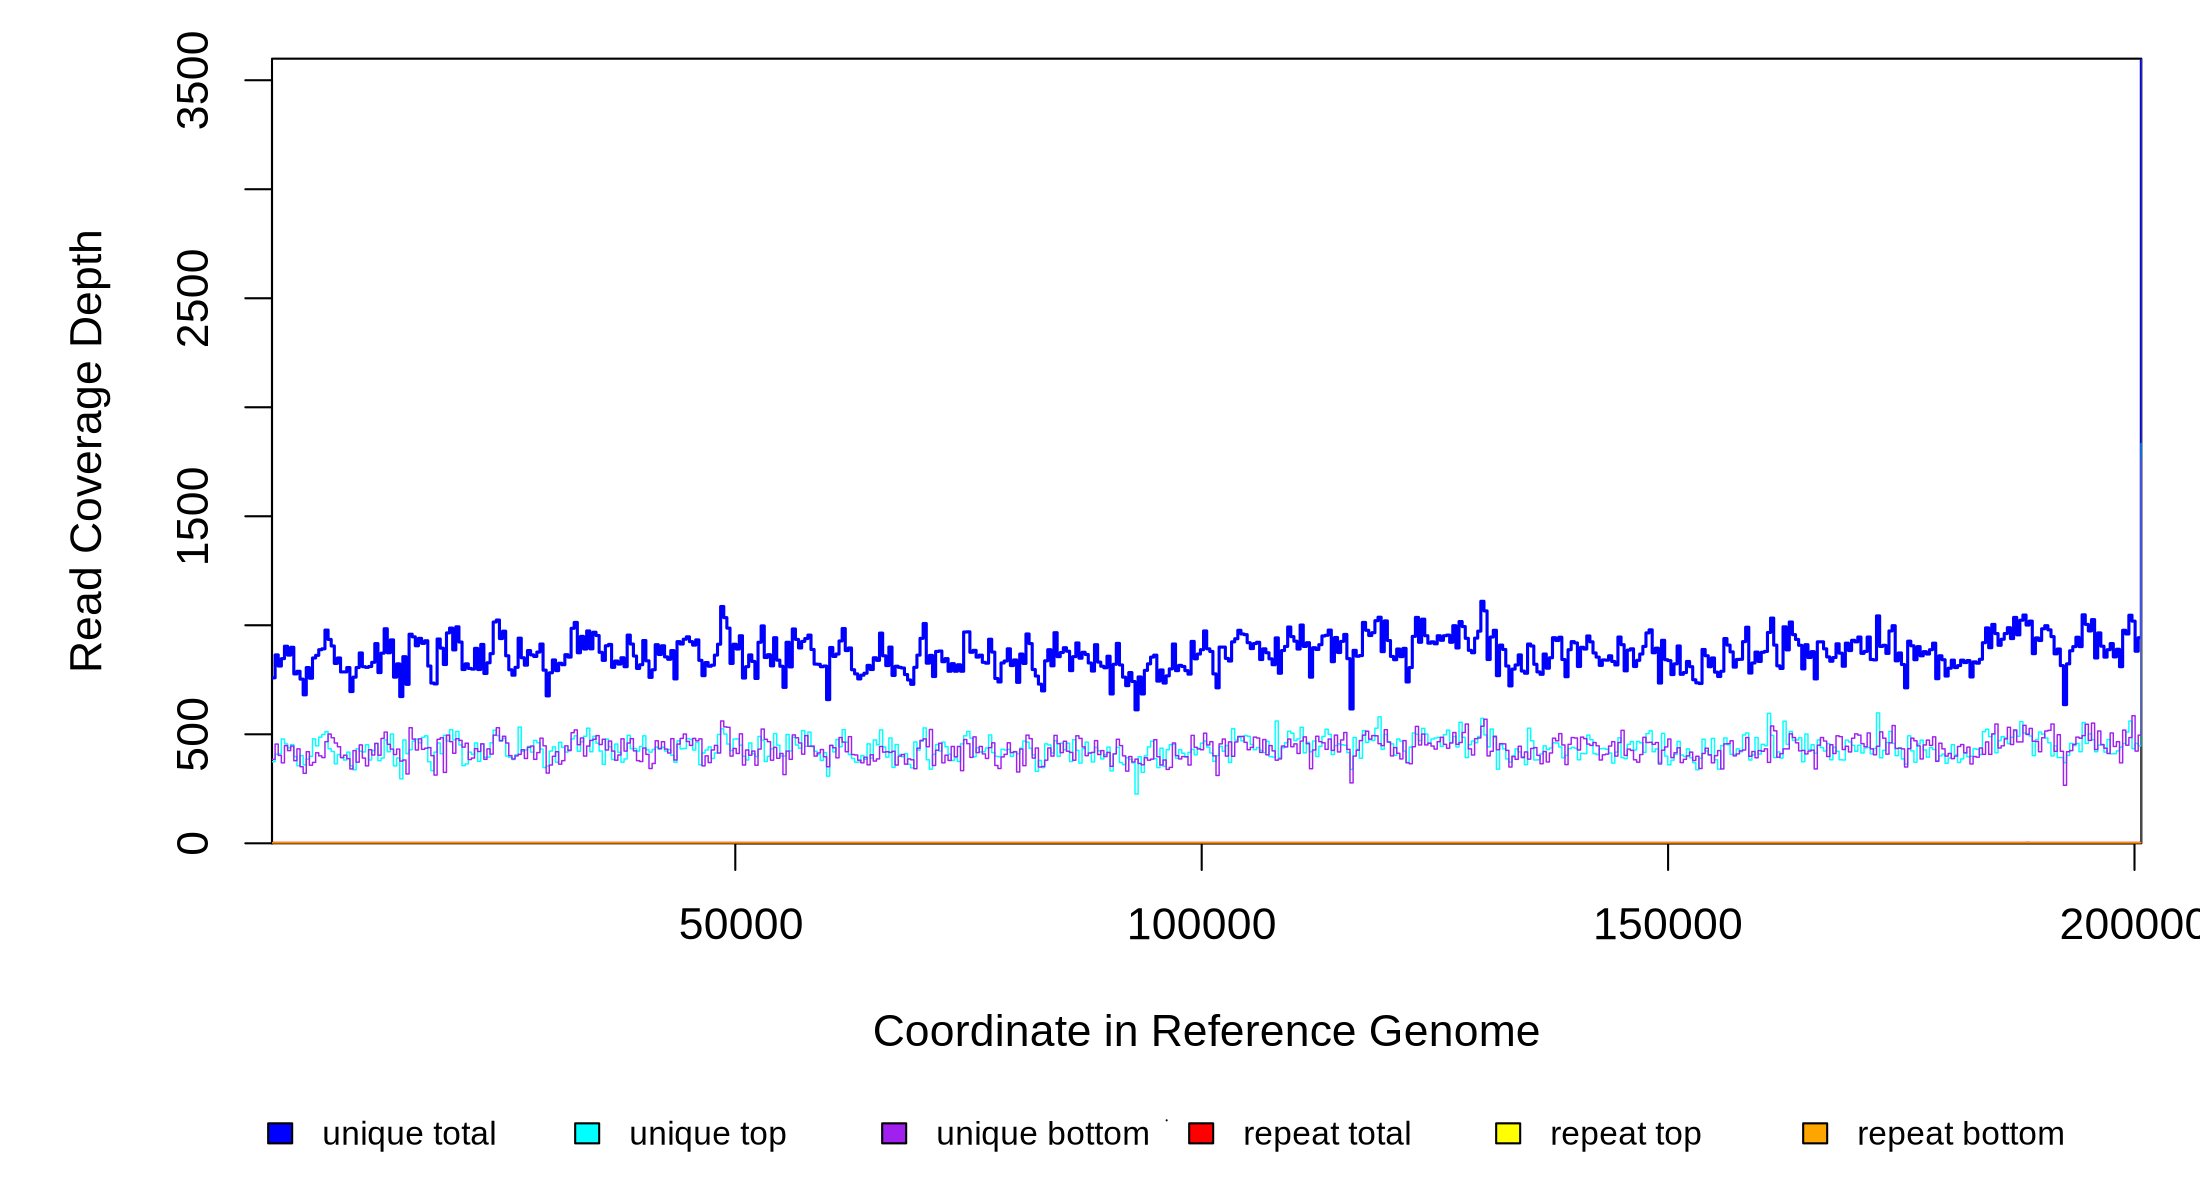 3500
2500
1500
500
0
Read Coverage Depth
50000 100000 150000 200000
Coordinate in Reference Genome
unique total unique top unique bottom repeat total repeat top repeat bottom